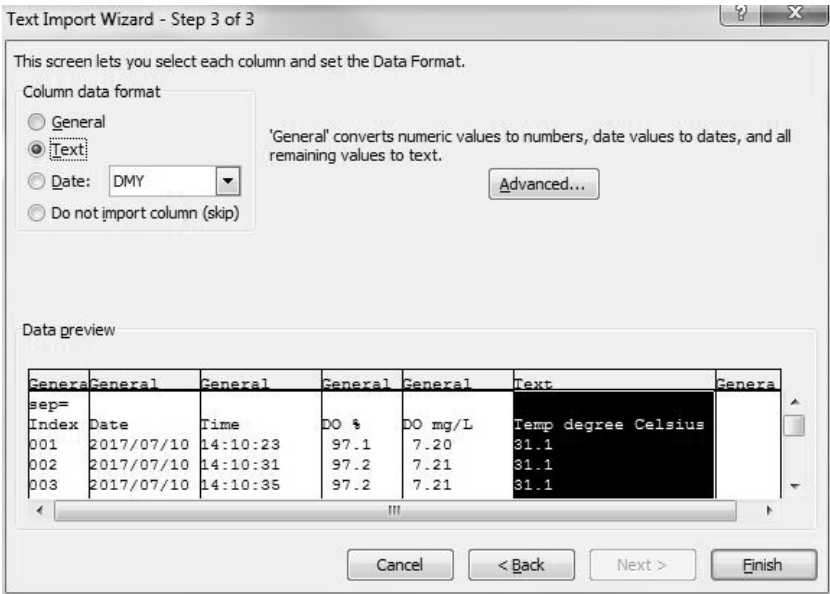 Text Import Wizard - Step 3 of 3
This screen lets you select each column and set the Data Format.
Column data format
General
Text
Date: DMY
Do not import column (skip)
'General' converts numeric values to numbers, date values to dates, and all
remaining values to text.
Advanced...
Data preview
GeneraGeneral General General General Text Genera
sep=
Index Date Time DO % DO mg/L Temp degree Celsius
001 2017/07/10 14:10:23 97.1 7.20 31.1
002 2017/07/10 14:10:31 97.2 7.21 31.1
003 2017/07/10 14:10:35 97.2 7.21 31.1
Cancel < Back Next > Finish